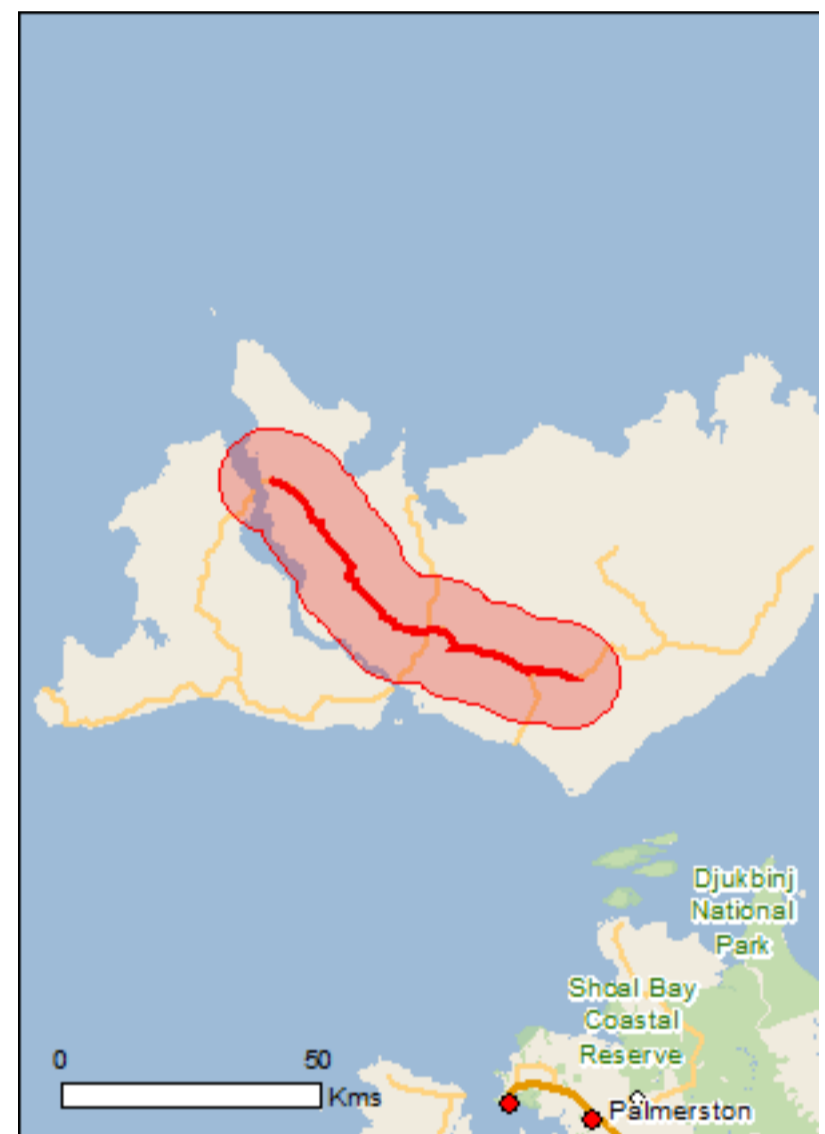 Djukbinj
National
Park
Shoal Bay
Coastal
Reserve
0 50
Kms
Palmerston